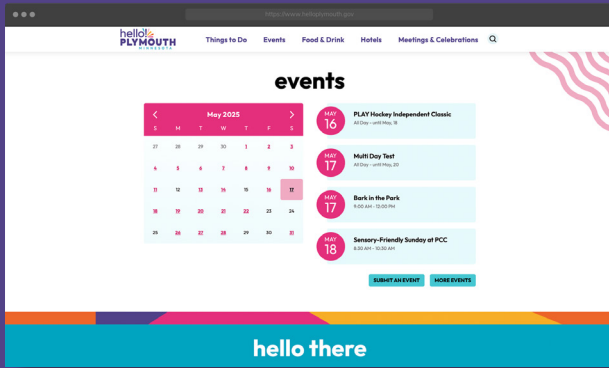 https://www.helloplymouth.gov
hello!
PLYMOUTH
MINNESOTA
Things to Do Events Food & Drink Hotels Meetings & Celebrations
events
May 2025
S M T W T F S
27 28 29 30 1 2 3
4 5 6 7 8 9 10
11 12 13 14 15 16 17
18 19 20 21 22 23 24
25 26 27 28 29 30 31
MAY
16
PLAY Hockey Independent Classic
All Day - until May, 18
MAY
17
Multi Day Test
All Day - until May, 20
MAY
17
Bark in the Park
9:00 AM - 12:00 PM
MAY
18
Sensory-Friendly Sunday at PCC
8:30 AM - 10:30 AM
SUBMIT AN EVENT MORE EVENTS
hello there